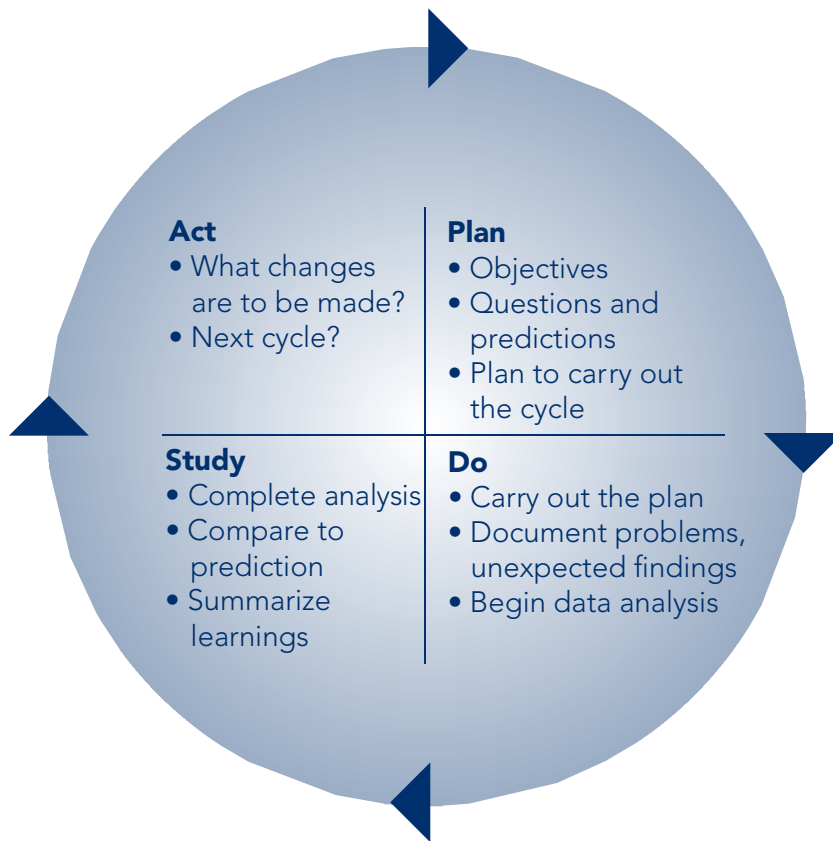 Act
• What changes
are to be made?
• Next cycle?
Plan
• Objectives
• Questions and
predictions
• Plan to carry out
the cycle
Study
• Complete analysis
• Compare to
prediction
• Summarize
learnings
Do
• Carry out the plan
• Document problems,
unexpected findings
• Begin data analysis